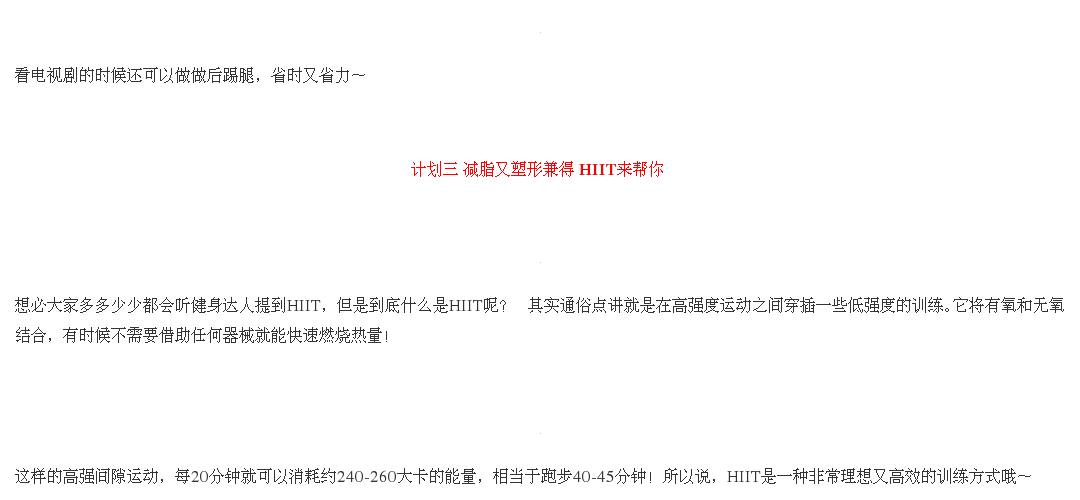 看电视剧的时候还可以做做后踢腿，省时又省力～
计划三 减脂又塑形兼得 HIIT来帮你
想必大家多多少少都会听健身达人提到HIIT，但是到底什么是HIIT呢？ 其实通俗点讲就是在高强度运动之间穿插一些低强度的训练。它将有氧和无氧
结合，有时候不需要借助任何器械就能快速燃烧热量！
这样的高强间隙运动，每20分钟就可以消耗约240-260大卡的能量，相当于跑步40-45分钟！所以说，HIIT是一种非常理想又高效的训练方式哦～